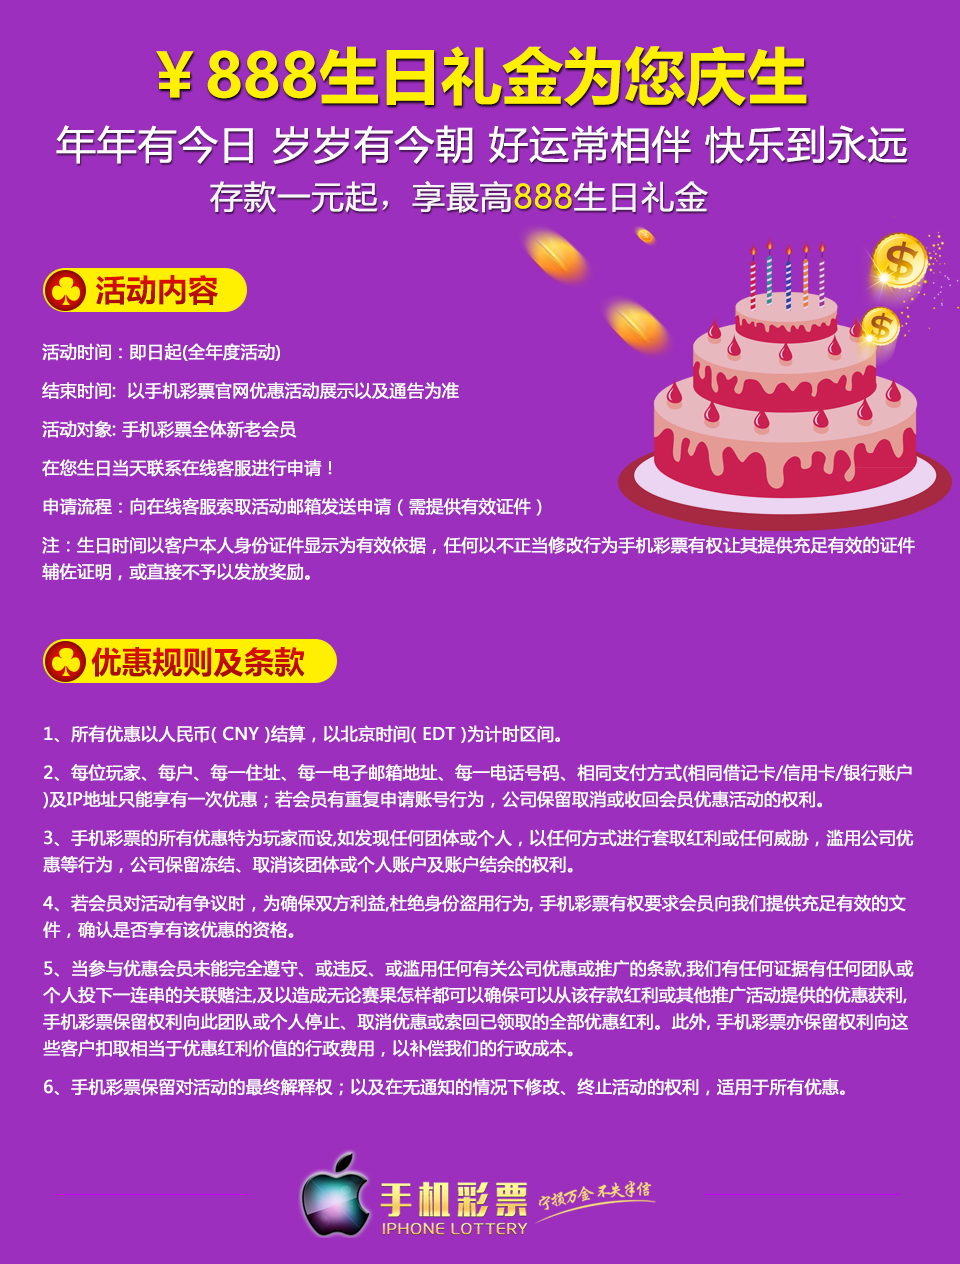 ￥888生日礼金为您庆生
年年有今日 岁岁有今朝 好运常相伴 快乐到永远
存款一元起，享最高888生日礼金
活动内容
活动时间：即日起(全年度活动)
结束时间: 以手机彩票官网优惠活动展示以及通告为准
活动对象: 手机彩票全体新老会员
在您生日当天联系在线客服进行申请！
申请流程：向在线客服索取活动邮箱发送申请（需提供有效证件）
注：生日时间以客户本人身份证件显示为有效依据，任何以不正当修改行为手机彩票有权让其提供充足有效的证件
辅佐证明，或直接不予以发放奖励。
优惠规则及条款
1、所有优惠以人民币( CNY )结算，以北京时间( EDT )为计时区间。
2、每位玩家、每户、每一住址、每一电子邮箱地址、每一电话号码、相同支付方式(相同借记卡/信用卡/银行账户
)及IP地址只能享有一次优惠；若会员有重复申请账号行为，公司保留取消或收回会员优惠活动的权利。
3、手机彩票的所有优惠特为玩家而设,如发现任何团体或个人，以任何方式进行套取红利或任何威胁，滥用公司优
惠等行为，公司保留冻结、取消该团体或个人账户及账户结余的权利。
4、若会员对活动有争议时，为确保双方利益,杜绝身份盗用行为, 手机彩票有权要求会员向我们提供充足有效的文
件，确认是否享有该优惠的资格。
5、当参与优惠会员未能完全遵守、或违反、或滥用任何有关公司优惠或推广的条款,我们有任何证据有任何团队或
个人投下一连串的关联赌注,及以造成无论赛果怎样都可以确保可以从该存款红利或其他推广活动提供的优惠获利,
手机彩票保留权利向此团队或个人停止、取消优惠或索回已领取的全部优惠红利。此外, 手机彩票亦保留权利向这
些客户扣取相当于优惠红利价值的行政费用，以补偿我们的行政成本。
6、手机彩票保留对活动的最终解释权；以及在无通知的情况下修改、终止活动的权利，适用于所有优惠。
手机彩票
IPHONE LOTTERY
宁损万金 不失字信